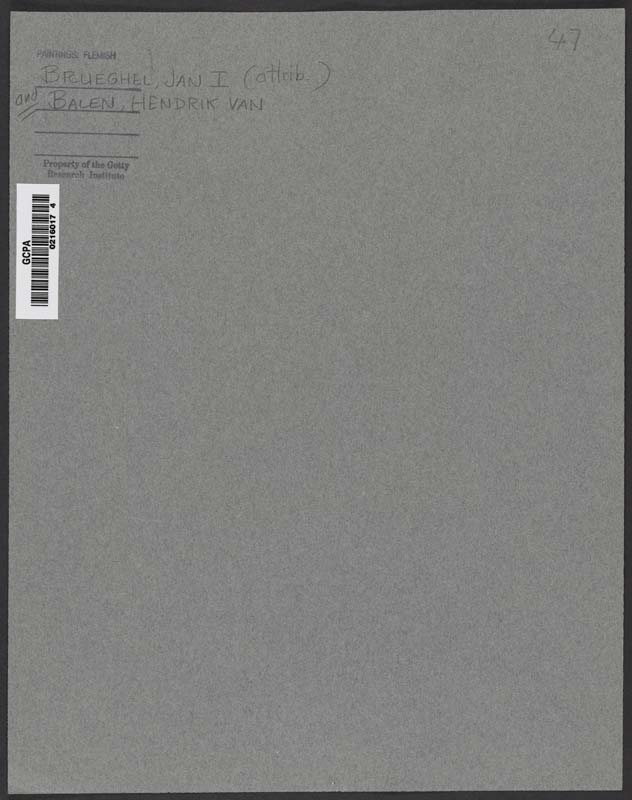 47
PAINTINGS: FLEMISH
BRUEGHEL, JAN I (attrib.)
and BALEN, HENDRIK VAN
Property of the Getty
Research Institute
GCPA
0216017 4